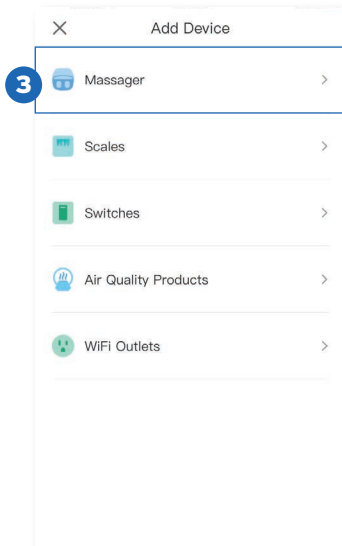 Add Device
3
Massager
Scales
Switches
Air Quality Products
WiFi Outlets